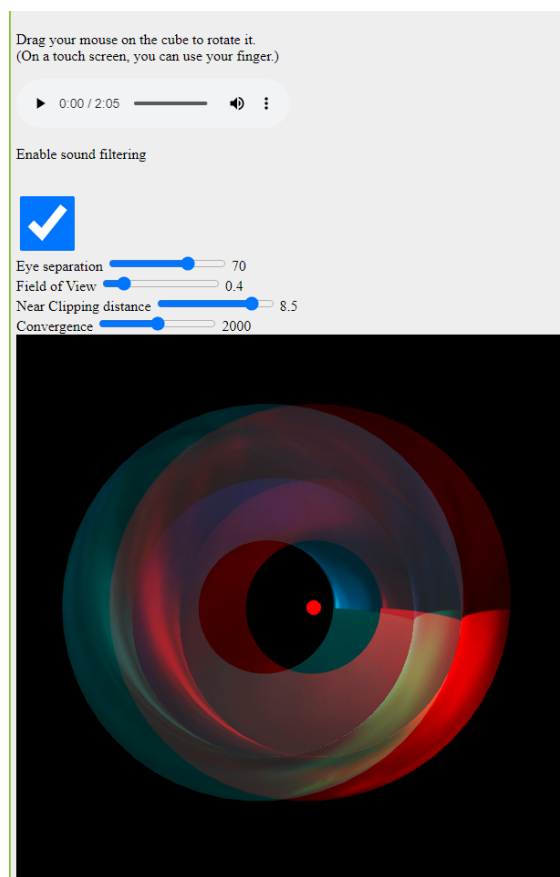 Drag your mouse on the cube to rotate it.
(On a touch screen, you can use your finger.)
0:00 / 2:05
Enable sound filtering
Eye separation 70
Field of View 0.4
Near Clipping distance 8.5
Convergence 2000